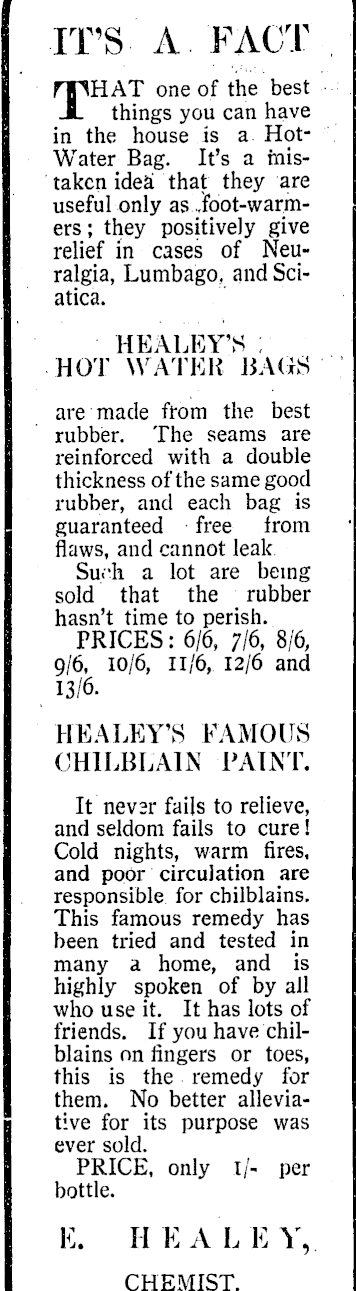 IT'S A FACT
THAT one of the best
things you can have
in the house is a Hot-
Water Bag. It's a mis-
taken idea that they are
useful only as foot-warm-
ers; they positively give
relief in cases of Neu-
ralgia, Lumbago, and Sci-
atica.
HEALEY'S
HOT WATER BAGS
are made from the best
rubber. The seams are
reinforced with a double
thickness of the same good
rubber, and each bag is
guaranteed free from
flaws, and cannot leak
Such a lot are being
sold that the rubber
hasn't time to perish.
PRICES: 6/6, 7/6, 8/6,
9/6, 10/6, 11/6, 12/6 and
13/6.
HEALEY'S FAMOUS
CHILBLAIN PAINT.
It never fails to relieve,
and seldom fails to cure!
Cold nights, warm fires,
and poor circulation are
responsible for chilblains.
This famous remedy has
been tried and tested in
many a home, and is
highly spoken of by all
who use it. It has lots of
friends. If you have chil-
blains on fingers or toes,
this is the remedy for
them. No better allevia-
tive for its purpose was
ever sold.
PRICE, only 1/- per
bottle.
E. HEALEY,
CHEMIST.